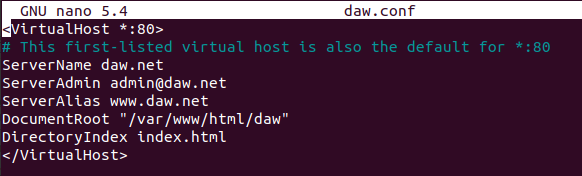 GNU nano 5.4 daw.conf
<VirtualHost *:80>
# This first-listed virtual host is also the default for *:80
ServerName daw.net
ServerAdmin admin@daw.net
ServerAlias www.daw.net
DocumentRoot "/var/www/html/daw"
DirectoryIndex index.html
</VirtualHost>